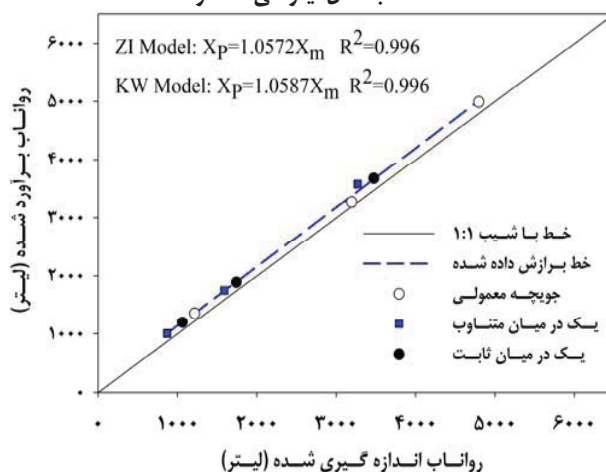 ZI Model: XP=1.0572Xm R²=0.996
KW Model: XP=1.0587Xm R²=0.996
رواناب برآورد شده (لیتر)
۶۰۰۰
۵۰۰۰
۴۰۰۰
۳۰۰۰
۲۰۰۰
۱۰۰۰
۰
خط با شیب ۱:۱
خط برازش داده شده
جویچه معمولی
یک در میان متناوب
یک در میان ثابت
۰ ۱۰۰۰ ۲۰۰۰ ۳۰۰۰ ۴۰۰۰ ۵۰۰۰ ۶۰۰۰
رواناب اندازه گیری شده (لیتر)